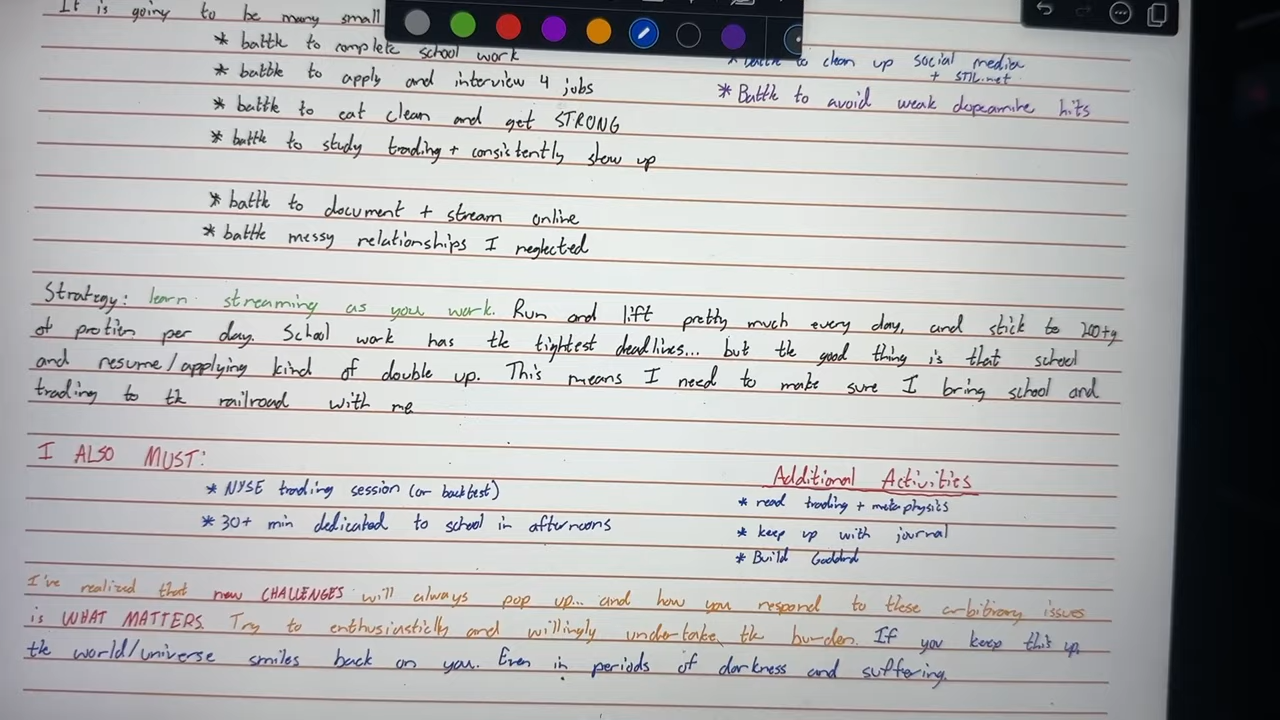 It is going to be many small
* battle to complete school work
* battle to apply and interview 4 jobs
* battle to eat clean and get STRONG
* battle to study trading + consistently show up
to clean up social media
+ STIL.net
* Battle to avoid weak dopeamine hits
* battle to document + stream online
* battle messy relationships I neglected
Strategy: learn streaming as you work. Run and lift pretty much every day, and stick to 200+g
of protien per day. School work has the tightest deadlines... but the good thing is that school
and resume/applying kind of double up. This means I need to make sure I bring school and
trading to the railroad with me
I ALSO MUST:
* NYSE trading session (or backtest)
* 30+ min dedicated to school in afternoons
Additional Activities
* read trading + metaphysics
* keep up with journal
* Build
I've realized that new CHALLENGES will always pop up... and how you respond to these arbitrary issues
is WHAT MATTERS. Try to enthusiastically and willingly undertake the burden. If you keep this up
the world/universe smiles back on you. Even in periods of darkness and suffering.